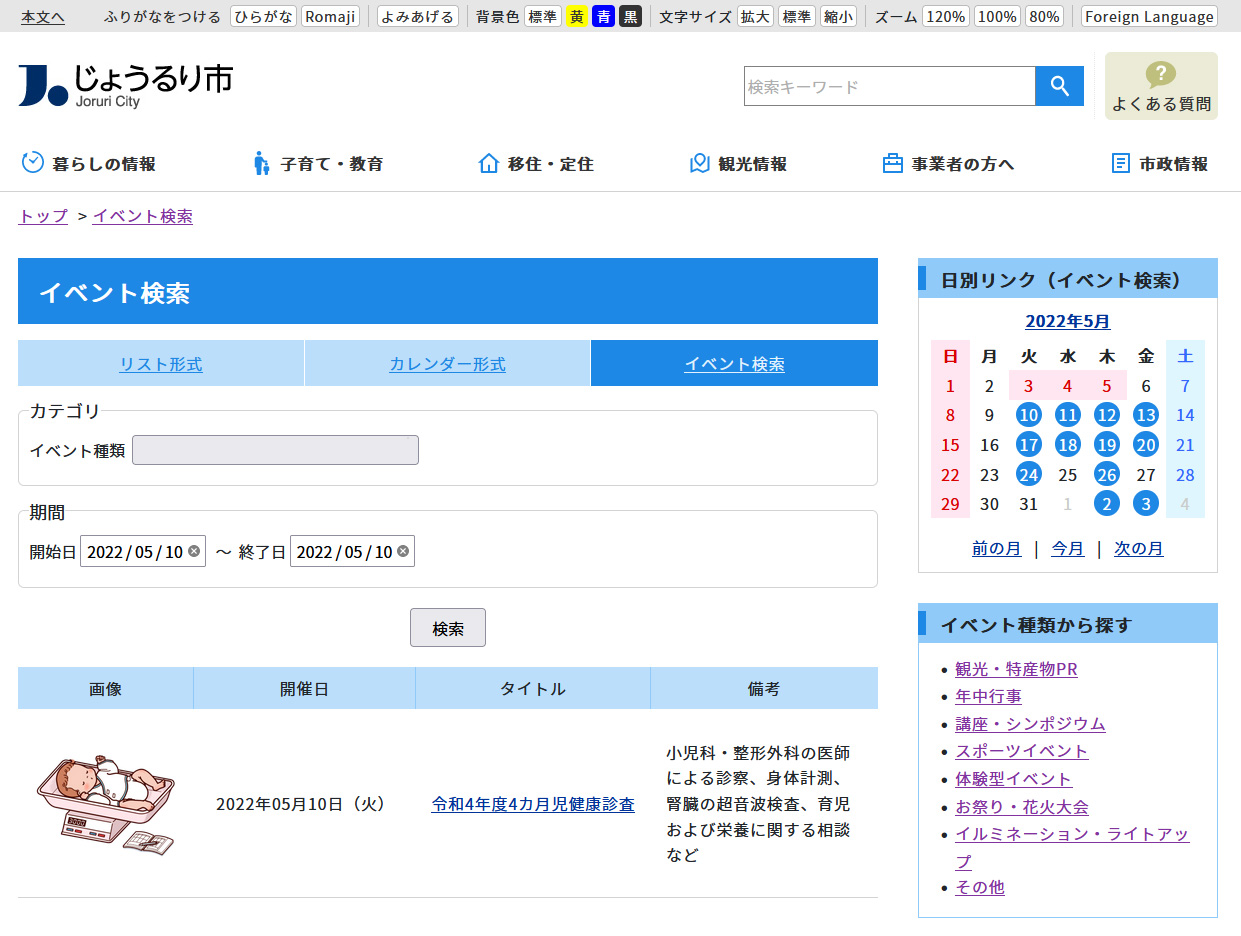 本文へ ふりがなをつける ひらがな Romaji よみあげる 背景色 標準 黄 青 黒 文字サイズ 拡大 標準 縮小 ズーム 120% 100% 80% Foreign Language
じょうるり市
Joruri City
検索キーワード
よくある質問
暮らしの情報 子育て・教育 移住・定住 観光情報 事業者の方へ 市政情報
トップ > イベント検索
イベント検索
リスト形式 カレンダー形式 イベント検索
カテゴリ
イベント種類
期間
開始日 2022/05/10 ～ 終了日 2022/05/10
検索
画像 開催日 タイトル 備考
2022年05月10日（火） 令和4年度4カ月児健康診査
小児科・整形外科の医師
による診察、身体計測、
腎臓の超音波検査、育児
および栄養に関する相談
など
日別リンク（イベント検索）
2022年5月
日 月 火 水 木 金 土
1 2 3 4 5 6 7
8 9 10 11 12 13 14
15 16 17 18 19 20 21
22 23 24 25 26 27 28
29 30 31 1 2 3 4
前の月 | 今月 | 次の月
イベント種類から探す
観光・特産物PR
年中行事
講座・シンポジウム
スポーツイベント
体験型イベント
お祭り・花火大会
イルミネーション・ライトアッ
プ
その他